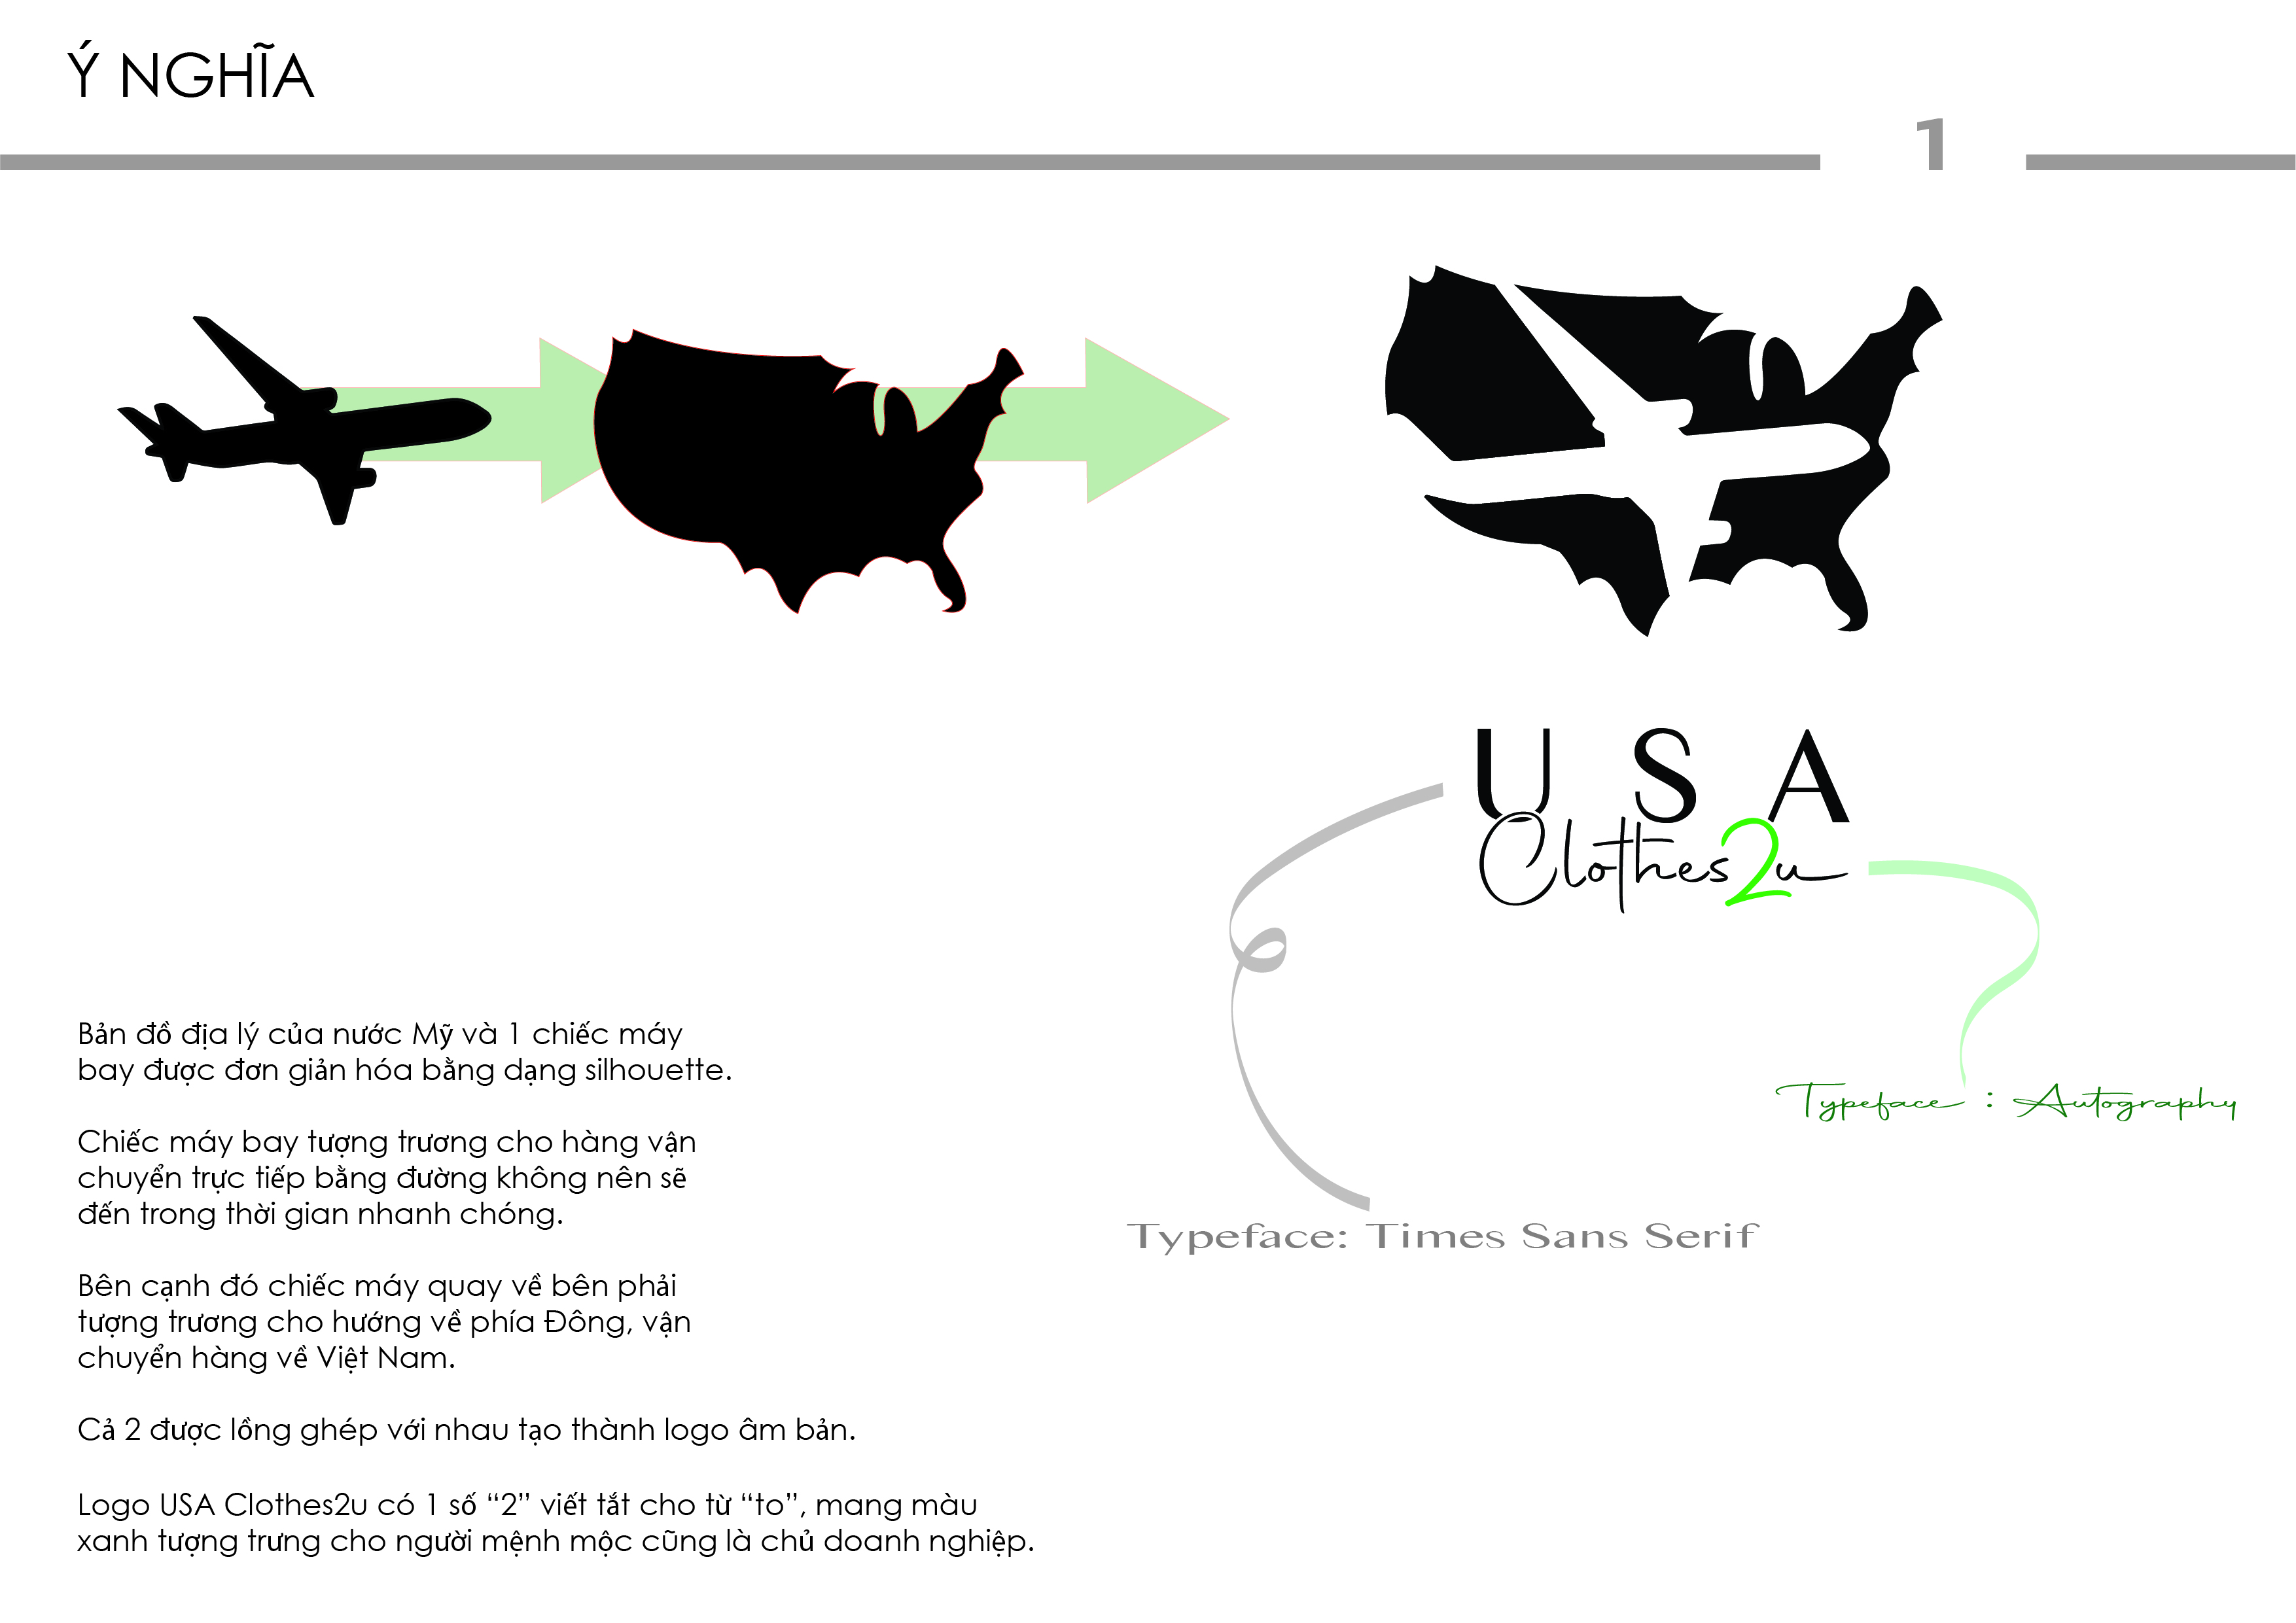 Ý NGHĨA
1
U S A
Clothes2u
Typeface : Autography
Typeface: Times Sans Serif
Bản đồ địa lý của nước Mỹ và 1 chiếc máy
bay được đơn giản hóa bằng dạng silhouette.
Chiếc máy bay tượng trương cho hàng vận
chuyển trực tiếp bằng đường không nên sẽ
đến trong thời gian nhanh chóng.
Bên cạnh đó chiếc máy quay về bên phải
tượng trương cho hướng về phía Đông, vận
chuyển hàng về Việt Nam.
Cả 2 được lồng ghép với nhau tạo thành logo âm bản.
Logo USA Clothes2u có 1 số “2” viết tắt cho từ “to”, mang màu
xanh tượng trưng cho người mệnh mộc cũng là chủ doanh nghiệp.